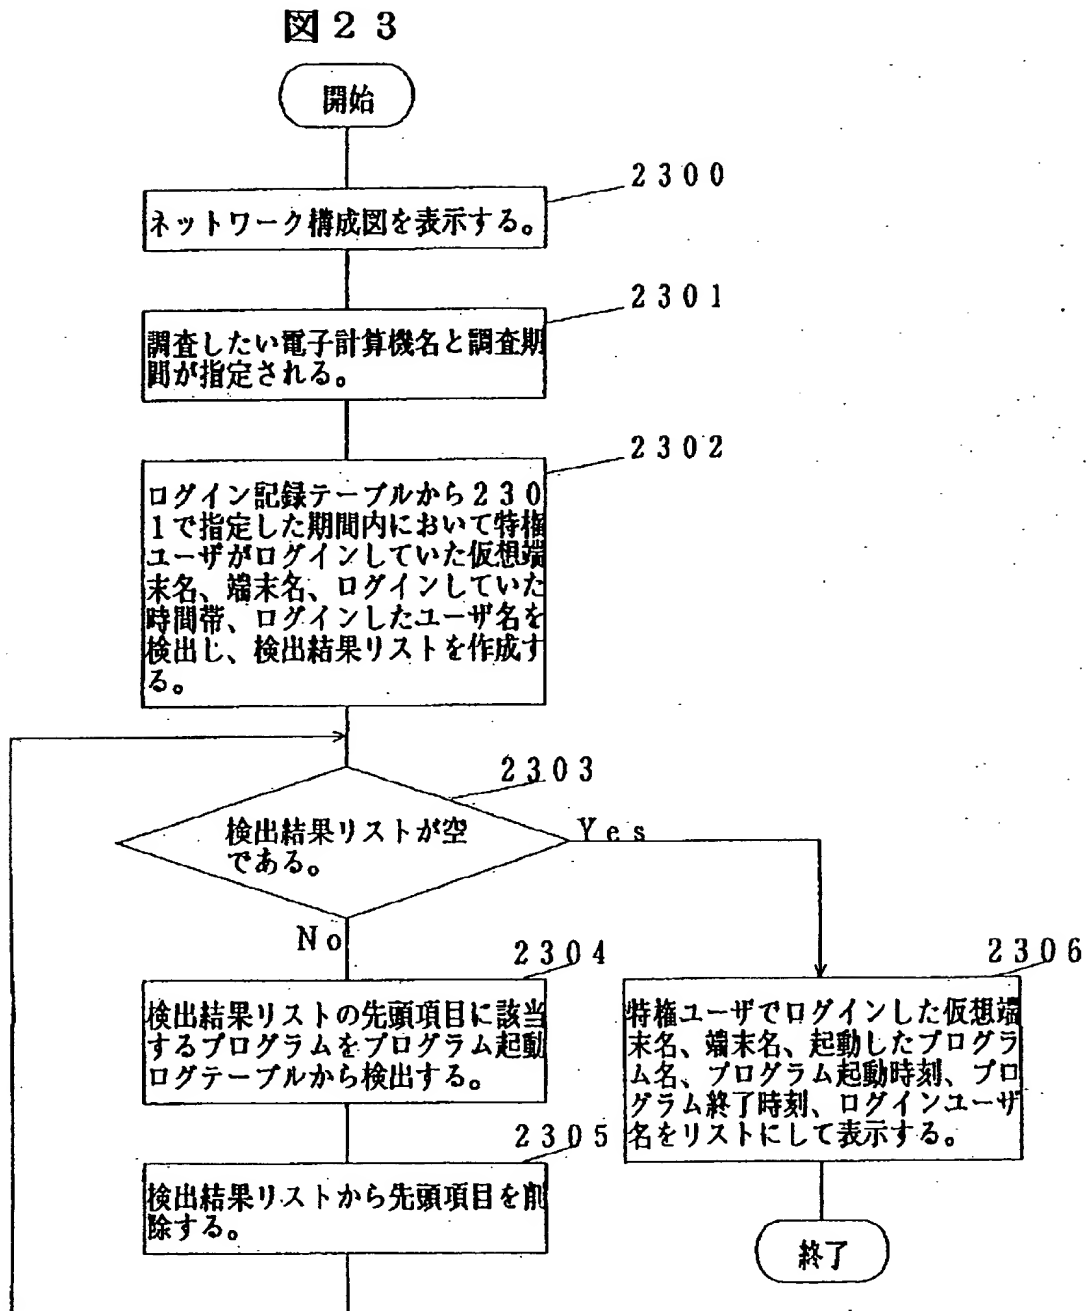 図23
開始
2300
ネットワーク構成図を表示する。
2301
調査したい電子計算機名と調査期
間が指定される。
2302
ログイン記録テーブルから230
1で指定した期間内において特権
ユーザがログインしていた仮想端
末名、端末名、ログインしていた
時間帯、ログインしたユーザ名を
検出し、検出結果リストを作成す
る。
2303
検出結果リストが空
である。
Yes
No
2304
検出結果リストの先頭項目に該当
するプログラムをプログラム起動
ログテーブルから検出する。
2305
検出結果リストから先頭項目を削
除する。
2306
特権ユーザでログインした仮想端
末名、端末名、起動したプログラ
ム名、プログラム起動時刻、プロ
グラム終了時刻、ログインユーザ
名をリストにして表示する。
終了